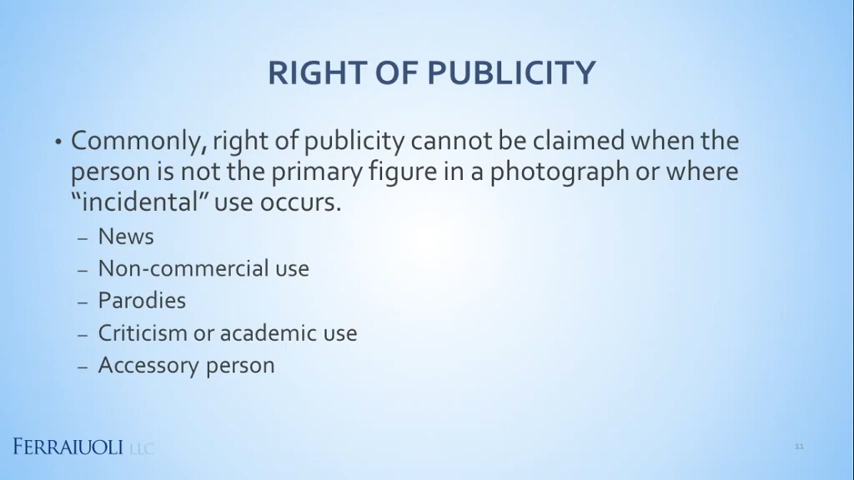 RIGHT OF PUBLICITY
• Commonly, right of publicity cannot be claimed when the
person is not the primary figure in a photograph or where
“incidental” use occurs.
– News
– Non-commercial use
– Parodies
– Criticism or academic use
– Accessory person
FERRAIUOLI LLC
11